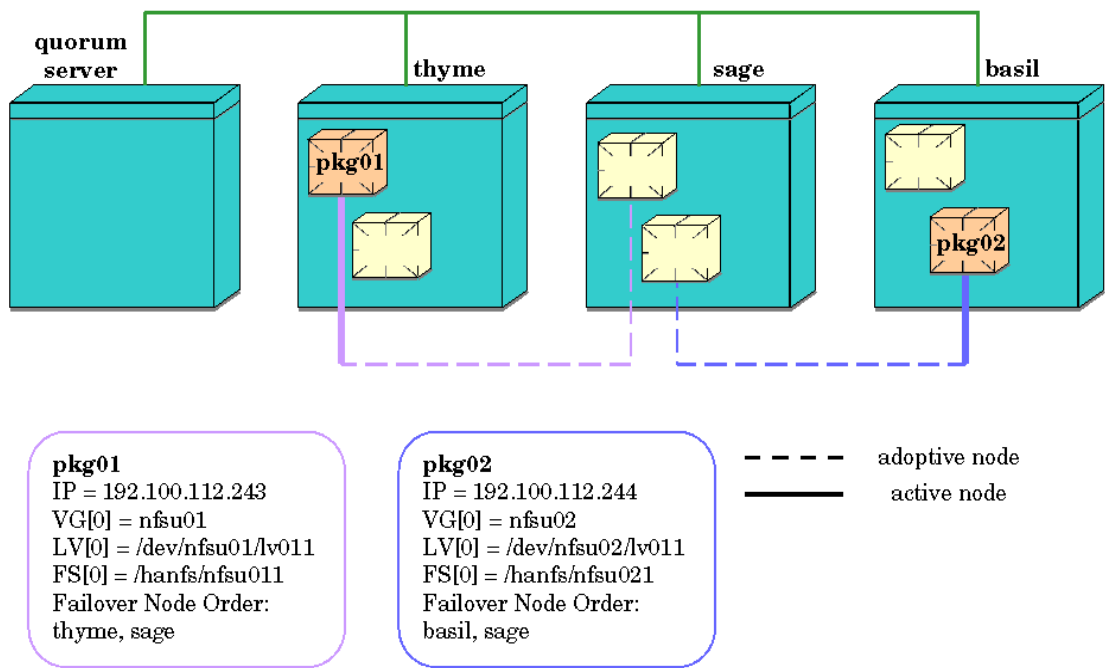 quorum
server
thyme
sage
basil
pkg01
pkg02
pkg01
IP = 192.100.112.243
VG[0] = nfsu01
LV[0] = /dev/nfsu01/lv011
FS[0] = /hanfs/nfsu011
Failover Node Order:
thyme, sage
pkg02
IP = 192.100.112.244
VG[0] = nfsu02
LV[0] = /dev/nfsu02/lv011
FS[0] = /hanfs/nfsu021
Failover Node Order:
basil, sage
adoptive node
active node